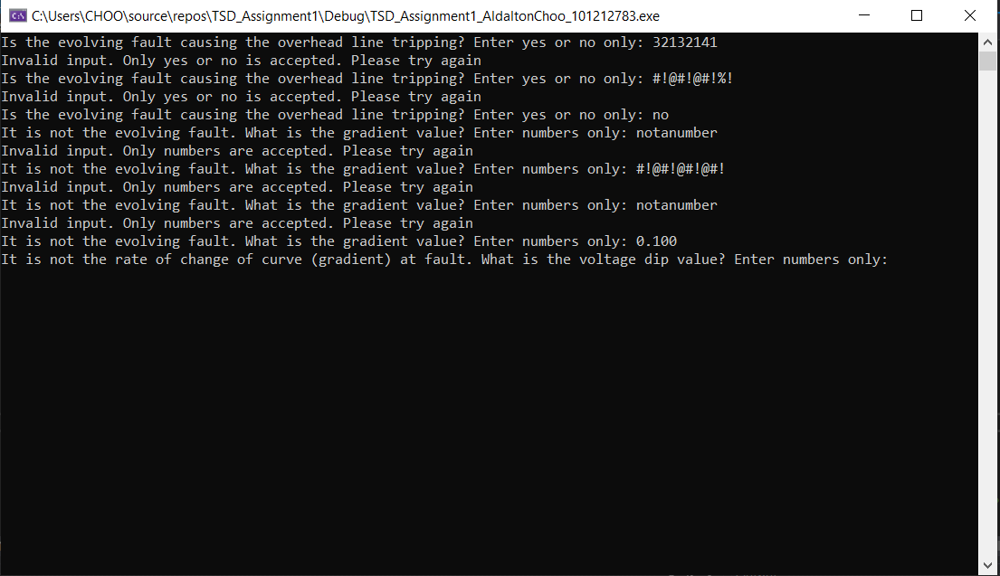 C:\Users\CHOO\source\repos\TSD_Assignment1\Debug\TSD_Assignment1_AldaltonChoo_101212783.exe
Is the evolving fault causing the overhead line tripping? Enter yes or no only: 32132141
Invalid input. Only yes or no is accepted. Please try again
Is the evolving fault causing the overhead line tripping? Enter yes or no only: #!@#!@#!%!
Invalid input. Only yes or no is accepted. Please try again
Is the evolving fault causing the overhead line tripping? Enter yes or no only: no
It is not the evolving fault. What is the gradient value? Enter numbers only: notanumber
Invalid input. Only numbers are accepted. Please try again
It is not the evolving fault. What is the gradient value? Enter numbers only: #!@#!@#!@#!
Invalid input. Only numbers are accepted. Please try again
It is not the evolving fault. What is the gradient value? Enter numbers only: notanumber
Invalid input. Only numbers are accepted. Please try again
It is not the evolving fault. What is the gradient value? Enter numbers only: 0.100
It is not the rate of change of curve (gradient) at fault. What is the voltage dip value? Enter numbers only: